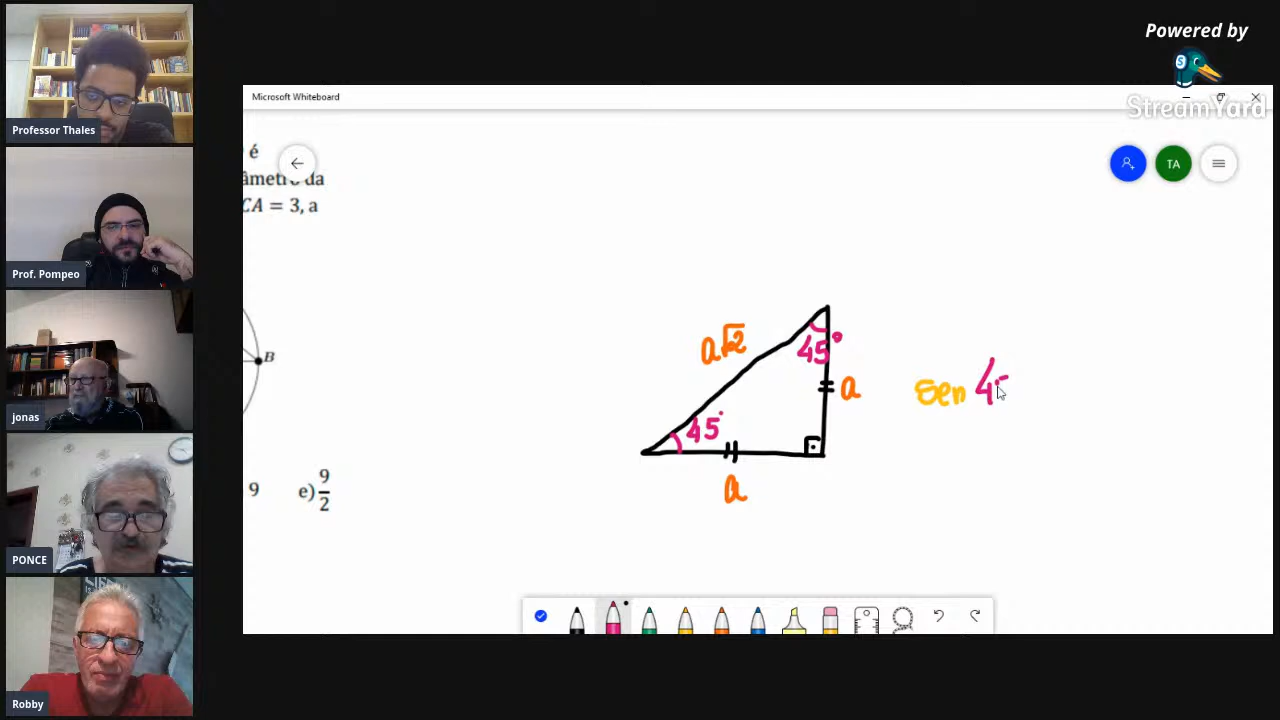 Powered by
StreamYard
Professor Thales
Prof. Pompeo
jonas
PONCE
Robby
Microsoft Whiteboard
TA
é
âmetro da
CA = 3, a
B
9
e) 9/2
a√2
45°
45°
a
a
sen 45